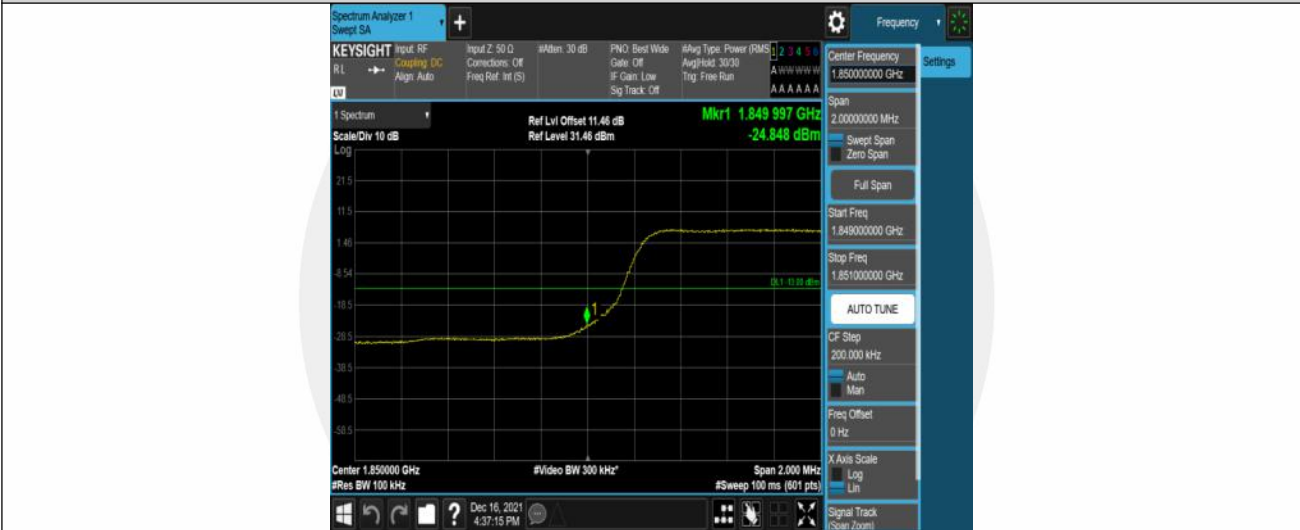 Spectrum Analyzer 1
Swept SA
+
Frequency
KEYSIGHT
RL
Input: RF
Coupling: DC
Align: Auto
Input Z: 50 Ω
Corrections: Off
Freq Ref: Int (S)
#Atten: 30 dB
PNO: Best Wide
Gate: Off
IF Gain: Low
Sig Track: Off
#Avg Type: Power (RMS
Avg|Hold: 30/30
Trig: Free Run
1 2 3 4 5 6
A W W W W W
A A A A A A
1 Spectrum
Scale/Div 10 dB
Log
Ref Lvl Offset 11.46 dB
Ref Level 31.46 dBm
Mkr1 1.849 997 GHz
-24.848 dBm
21.5
11.5
1.46
-8.54
-18.5
-28.5
-38.5
-48.5
-58.5
DL1 -13.00 dBm
1
Center 1.850000 GHz
#Res BW 100 kHz
#Video BW 300 kHz*
Span 2.000 MHz
#Sweep 100 ms (601 pts)
Dec 16, 2021
4:37:15 PM
?
Center Frequency
1.850000000 GHz
Settings
Span
2.00000000 MHz
Swept Span
Zero Span
Full Span
Start Freq
1.849000000 GHz
Stop Freq
1.851000000 GHz
AUTO TUNE
CF Step
200.000 kHz
Auto
Man
Freq Offset
0 Hz
X Axis Scale
Log
Lin
Signal Track
(Span Zoom)